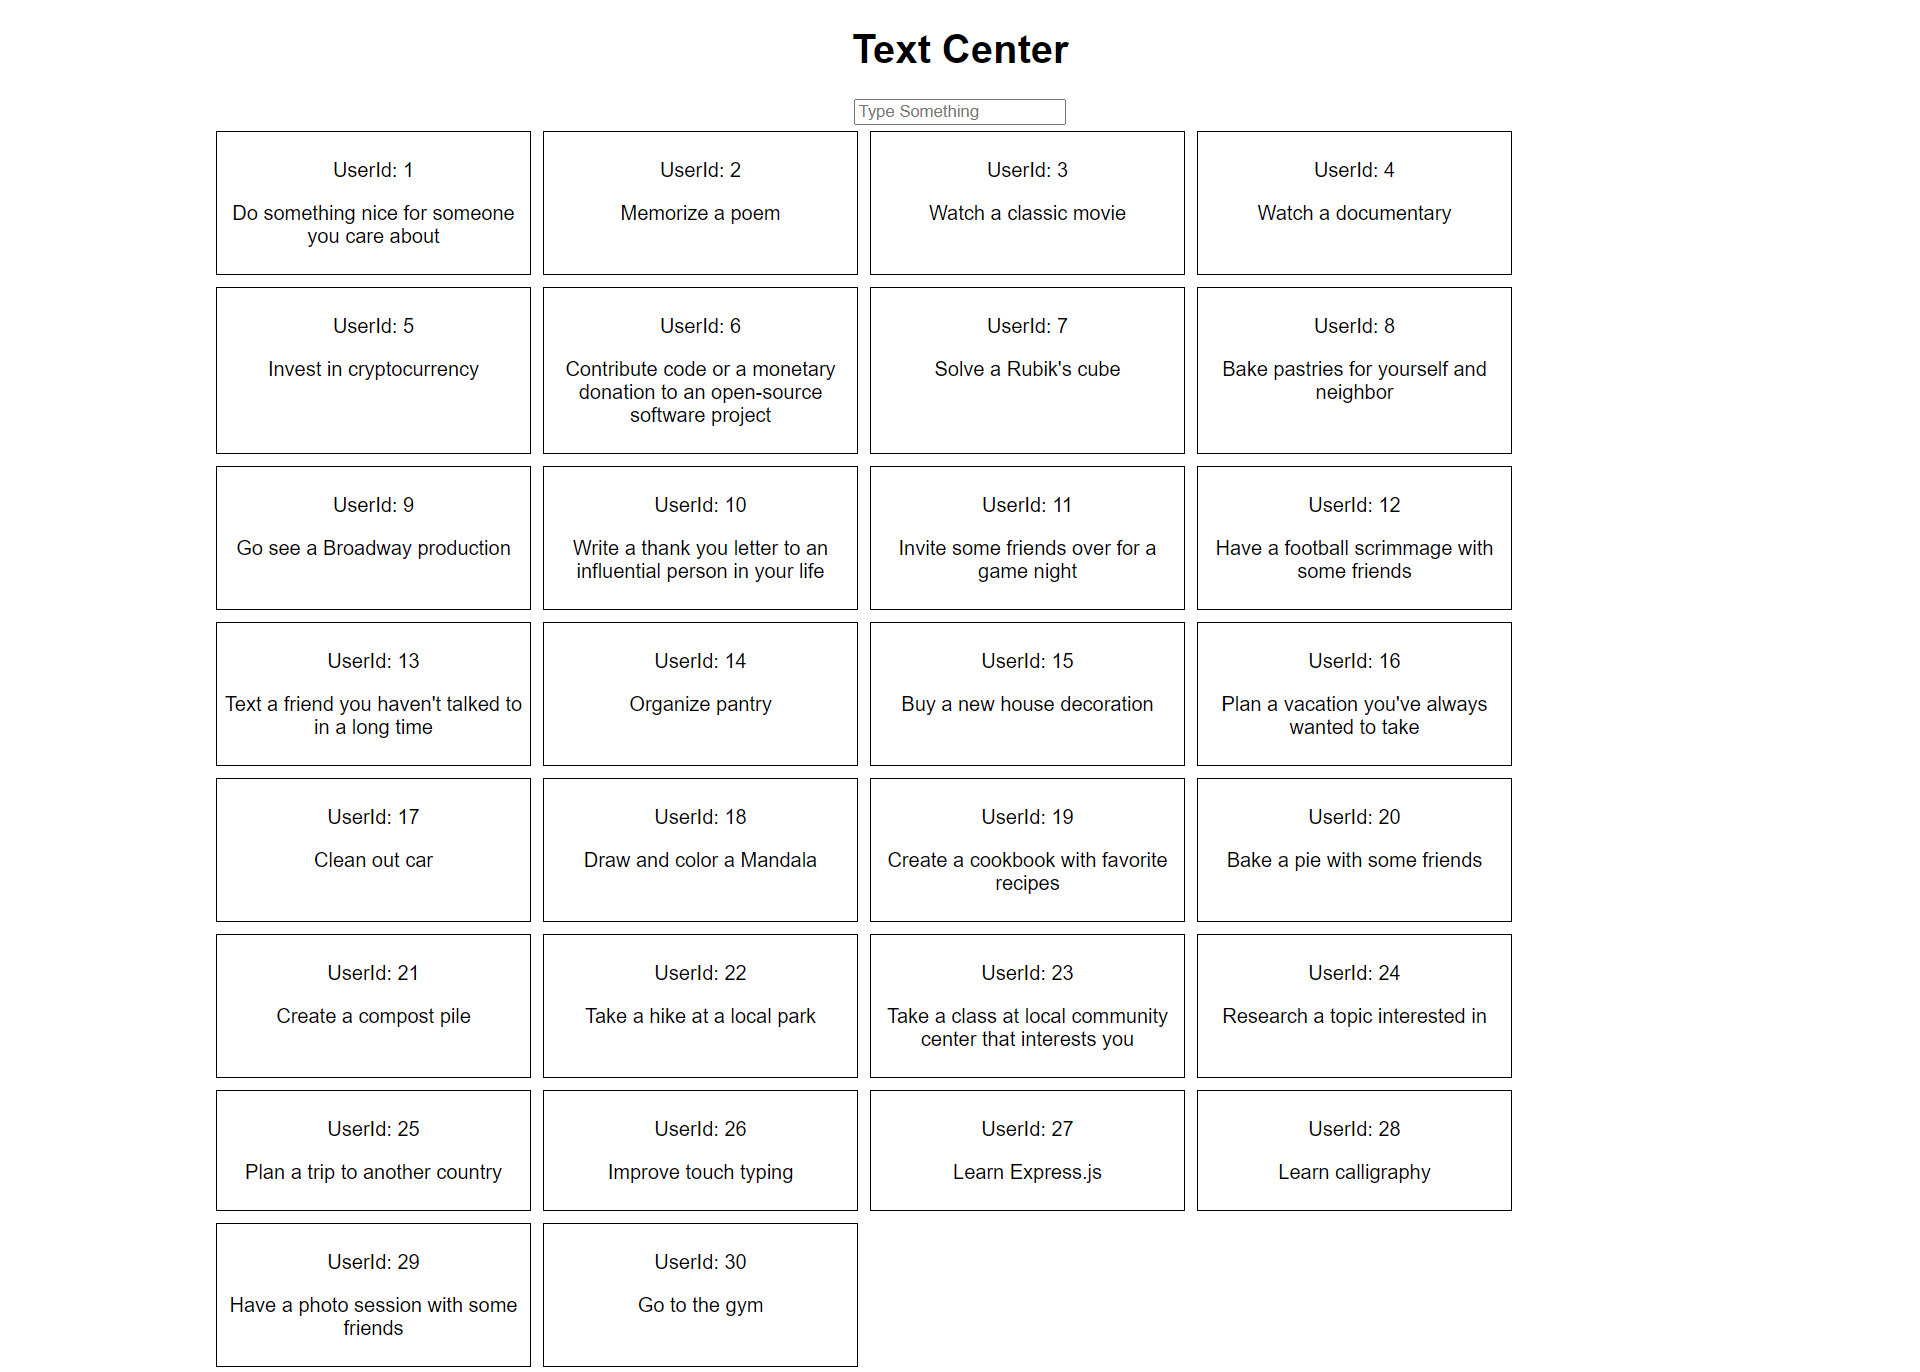 Text Center
Type Something
UserId: 1
Do something nice for someone
you care about
UserId: 2
Memorize a poem
UserId: 3
Watch a classic movie
UserId: 4
Watch a documentary
UserId: 5
Invest in cryptocurrency
UserId: 6
Contribute code or a monetary
donation to an open-source
software project
UserId: 7
Solve a Rubik's cube
UserId: 8
Bake pastries for yourself and
neighbor
UserId: 9
Go see a Broadway production
UserId: 10
Write a thank you letter to an
influential person in your life
UserId: 11
Invite some friends over for a
game night
UserId: 12
Have a football scrimmage with
some friends
UserId: 13
Text a friend you haven't talked to
in a long time
UserId: 14
Organize pantry
UserId: 15
Buy a new house decoration
UserId: 16
Plan a vacation you've always
wanted to take
UserId: 17
Clean out car
UserId: 18
Draw and color a Mandala
UserId: 19
Create a cookbook with favorite
recipes
UserId: 20
Bake a pie with some friends
UserId: 21
Create a compost pile
UserId: 22
Take a hike at a local park
UserId: 23
Take a class at local community
center that interests you
UserId: 24
Research a topic interested in
UserId: 25
Plan a trip to another country
UserId: 26
Improve touch typing
UserId: 27
Learn Express.js
UserId: 28
Learn calligraphy
UserId: 29
Have a photo session with some
friends
UserId: 30
Go to the gym